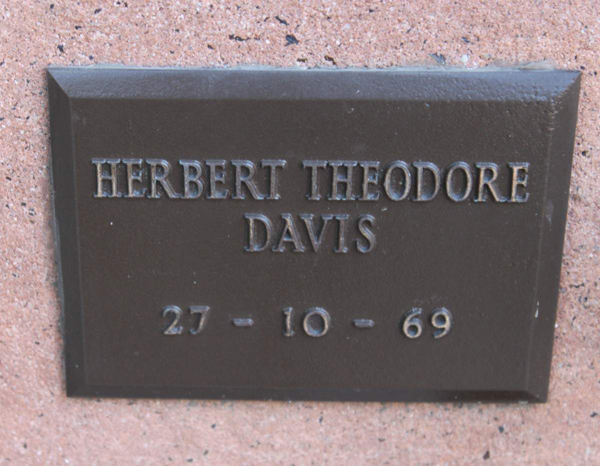 HERBERT THEODORE
DAVIS
27 - 10 - 69